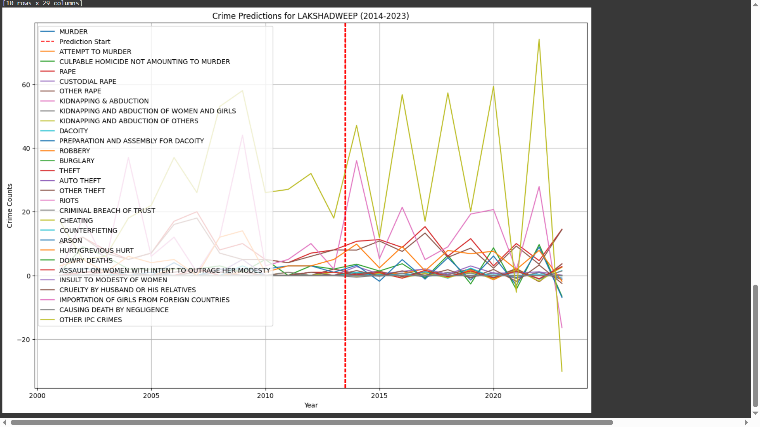 [10 rows x 29 columns]
Crime Predictions for LAKSHADWEEP (2014-2023)
MURDER
Prediction Start
ATTEMPT TO MURDER
CULPABLE HOMICIDE NOT AMOUNTING TO MURDER
RAPE
CUSTODIAL RAPE
OTHER RAPE
KIDNAPPING & ABDUCTION
KIDNAPPING AND ABDUCTION OF WOMEN AND GIRLS
KIDNAPPING AND ABDUCTION OF OTHERS
DACOITY
PREPARATION AND ASSEMBLY FOR DACOITY
ROBBERY
BURGLARY
THEFT
AUTO THEFT
OTHER THEFT
RIOTS
CRIMINAL BREACH OF TRUST
CHEATING
COUNTERFEITING
ARSON
HURT/GREVIOUS HURT
DOWRY DEATHS
ASSAULT ON WOMEN WITH INTENT TO OUTRAGE HER MODESTY
INSULT TO MODESTY OF WOMEN
CRUELTY BY HUSBAND OR HIS RELATIVES
IMPORTATION OF GIRLS FROM FOREIGN COUNTRIES
CAUSING DEATH BY NEGLIGENCE
OTHER IPC CRIMES
Crime Counts
60
40
20
0
−20
2000
2005
2010
2015
2020
Year